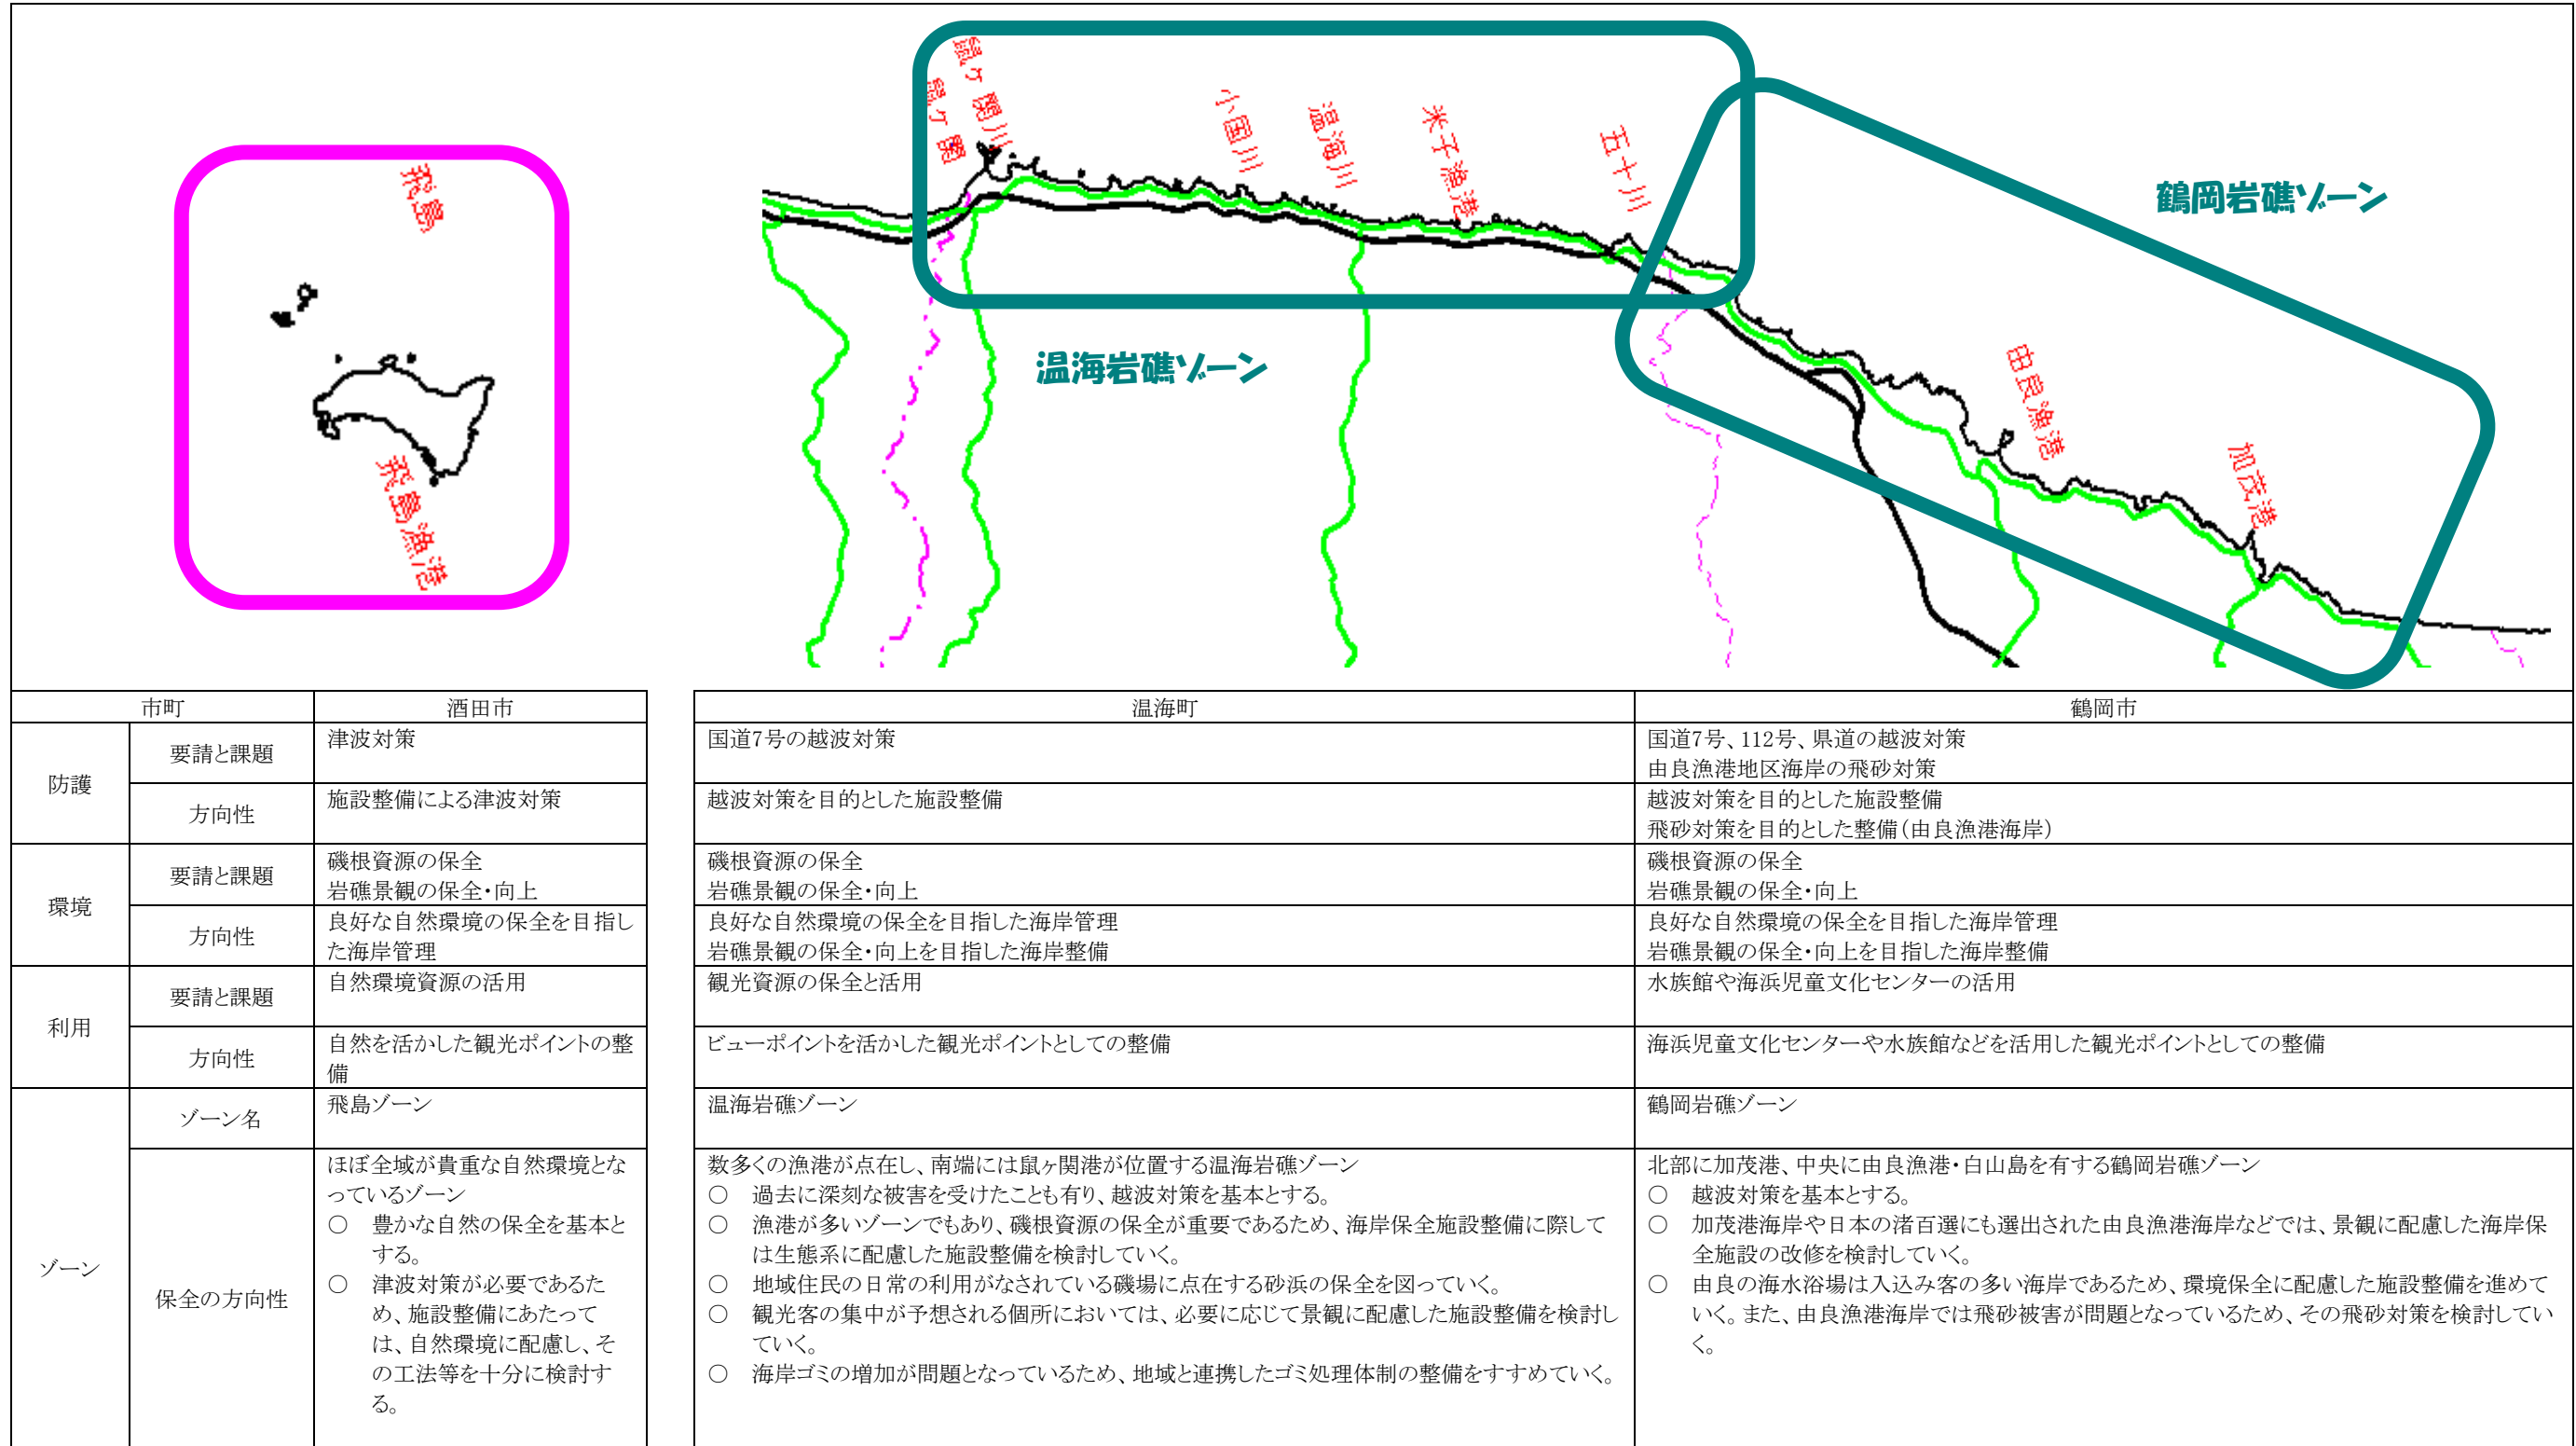 飛島
飛島漁港
鼠ヶ関
鼠ヶ関川
小国川
温海川
米子漁港
五十川
由良漁港
加茂港
温海岩礁ゾーン
鶴岡岩礁ゾーン
市町 酒田市 温海町 鶴岡市
防護
要請と課題
津波対策
国道7号の越波対策
国道7号、112号、県道の越波対策
由良漁港地区海岸の飛砂対策
方向性
施設整備による津波対策
越波対策を目的とした施設整備
越波対策を目的とした施設整備
飛砂対策を目的とした整備(由良漁港海岸)
環境
要請と課題
磯根資源の保全
岩礁景観の保全・向上
磯根資源の保全
岩礁景観の保全・向上
磯根資源の保全
岩礁景観の保全・向上
方向性
良好な自然環境の保全を目指し
た海岸管理
良好な自然環境の保全を目指した海岸管理
岩礁景観の保全・向上を目指した海岸整備
良好な自然環境の保全を目指した海岸管理
岩礁景観の保全・向上を目指した海岸整備
利用
要請と課題
自然環境資源の活用
観光資源の保全と活用
水族館や海浜児童文化センターの活用
方向性
自然を活かした観光ポイントの整
備
ビューポイントを活かした観光ポイントとしての整備
海浜児童文化センターや水族館などを活用した観光ポイントとしての整備
ゾーン
ゾーン名
飛島ゾーン
温海岩礁ゾーン
鶴岡岩礁ゾーン
保全の方向性
ほぼ全域が貴重な自然環境とな
っているゾーン
○ 豊かな自然の保全を基本と
する。
○ 津波対策が必要であるた
め、施設整備にあたって
は、自然環境に配慮し、そ
の工法等を十分に検討す
る。
数多くの漁港が点在し、南端には鼠ヶ関港が位置する温海岩礁ゾーン
○ 過去に深刻な被害を受けたことも有り、越波対策を基本とする。
○ 漁港が多いゾーンでもあり、磯根資源の保全が重要であるため、海岸保全施設整備に際して
は生態系に配慮した施設整備を検討していく。
○ 地域住民の日常の利用がなされている磯場に点在する砂浜の保全を図っていく。
○ 観光客の集中が予想される個所においては、必要に応じて景観に配慮した施設整備を検討し
ていく。
○ 海岸ゴミの増加が問題となっているため、地域と連携したゴミ処理体制の整備をすすめていく。
北部に加茂港、中央に由良漁港・白山島を有する鶴岡岩礁ゾーン
○ 越波対策を基本とする。
○ 加茂港海岸や日本の渚百選にも選出された由良漁港海岸などでは、景観に配慮した海岸保
全施設の改修を検討していく。
○ 由良の海水浴場は入込み客の多い海岸であるため、環境保全に配慮した施設整備を進めて
いく。また、由良漁港海岸では飛砂被害が問題となっているため、その飛砂対策を検討してい
く。